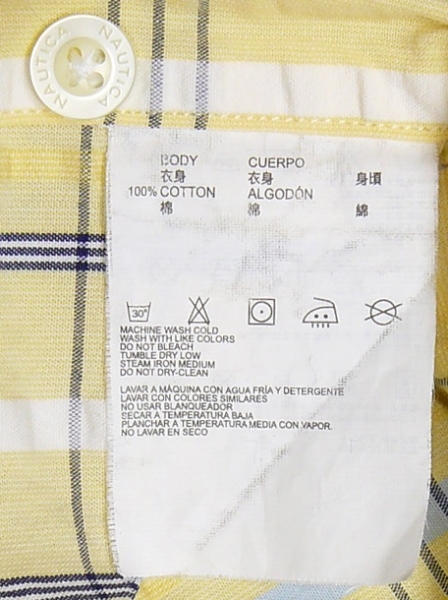 NAUTICA NAUTICA
BODY CUERPO
衣身 衣身 身頃
100% COTTON ALGODÓN
棉 棉 綿
30°
MACHINE WASH COLD
WASH WITH LIKE COLORS
DO NOT BLEACH
TUMBLE DRY LOW
STEAM IRON MEDIUM
DO NOT DRY-CLEAN
LAVAR A MÁQUINA CON AGUA FRÍA Y DETERGENTE
LAVAR CON COLORES SIMILARES
NO USAR BLANQUEADOR
SECAR A TEMPERATURA BAJA
PLANCHAR A TEMPERATURA MEDIA CON VAPOR.
NO LAVAR EN SECO